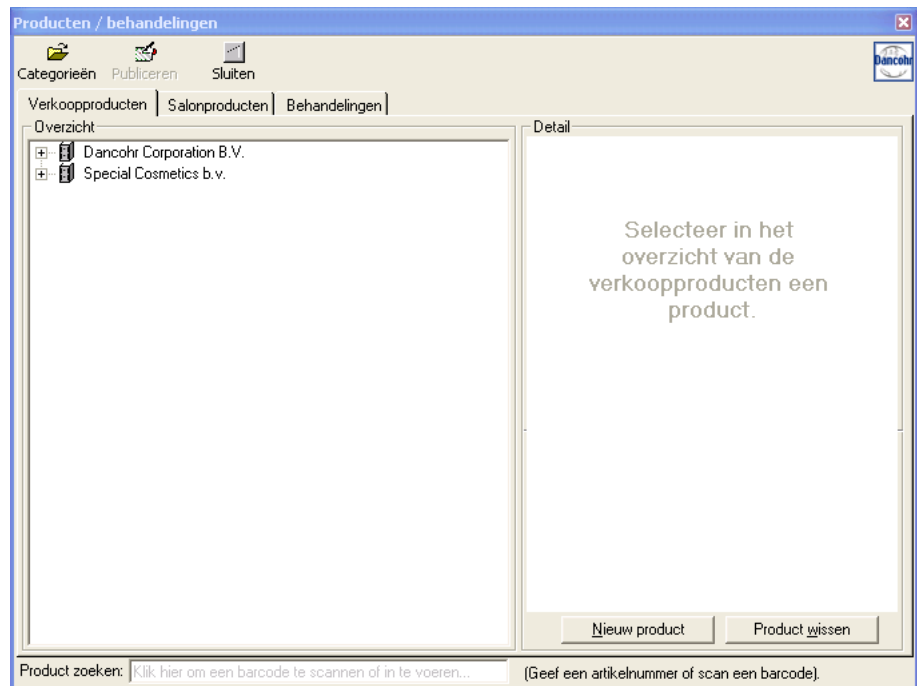 Producten / behandelingen
Categorieën Publiceren Sluiten
Dancohr
Verkoopproducten Salonproducten Behandelingen
Overzicht
Dancohr Corporation B.V.
Special Cosmetics b.v.
Detail
Selecteer in het
overzicht van de
verkoopproducten een
product.
Nieuw product Product wissen
Product zoeken: Klik hier om een barcode te scannen of in te voeren... (Geef een artikelnummer of scan een barcode).